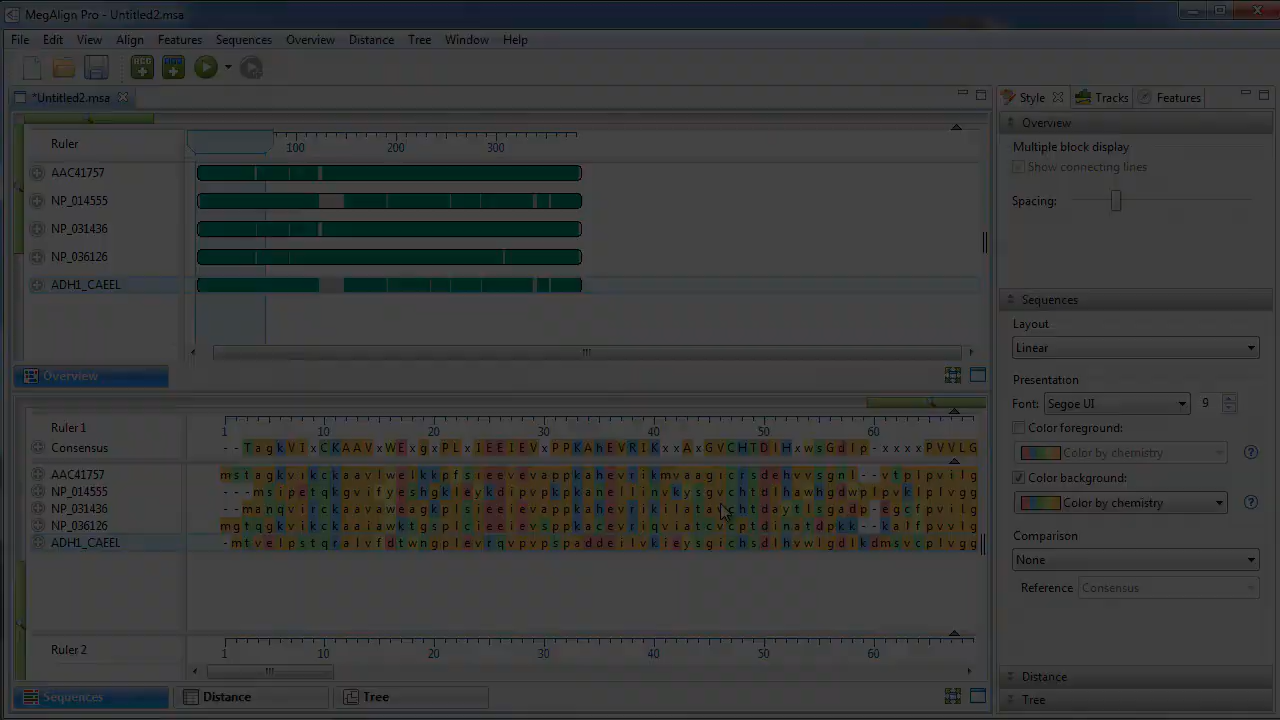 MegAlign Pro - Untitled2.msa
File Edit View Align Features Sequences Overview Distance Tree Window Help
*Untitled2.msa
Style Tracks Features
Overview
Multiple block display
Show connecting lines
Spacing:
Ruler
100 200 300
AAC41757
NP_014555
NP_031436
NP_036126
ADH1_CAEEL
Overview
Sequences
Layout
Linear
Presentation
Font: Segoe UI 9
Color foreground:
Color by chemistry
Color background:
Color by chemistry
Comparison
None
Reference Consensus
Distance
Tree
Ruler 1
1 10 20 30 40 50 60
Consensus
AAC41757
NP_014555
NP_031436
NP_036126
ADH1_CAEEL
Ruler 2
1 10 20 30 40 50 60
Sequences Distance Tree